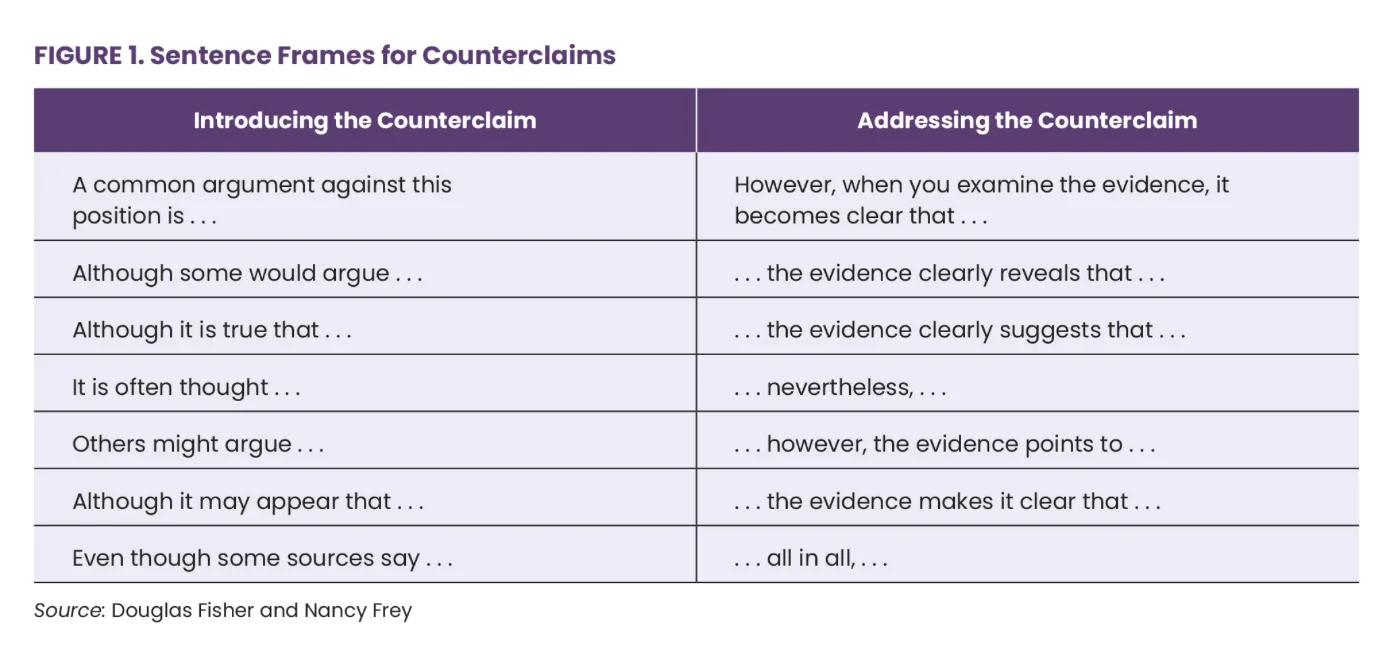 FIGURE 1. Sentence Frames for Counterclaims
Introducing the Counterclaim
Addressing the Counterclaim
A common argument against this
position is . . .
However, when you examine the evidence, it
becomes clear that . . .
Although some would argue . . .
. . . the evidence clearly reveals that . . .
Although it is true that . . .
. . . the evidence clearly suggests that . . .
It is often thought . . .
. . . nevertheless, . . .
Others might argue . . .
. . . however, the evidence points to . . .
Although it may appear that . . .
. . . the evidence makes it clear that . . .
Even though some sources say . . .
. . . all in all, . . .
Source: Douglas Fisher and Nancy Frey